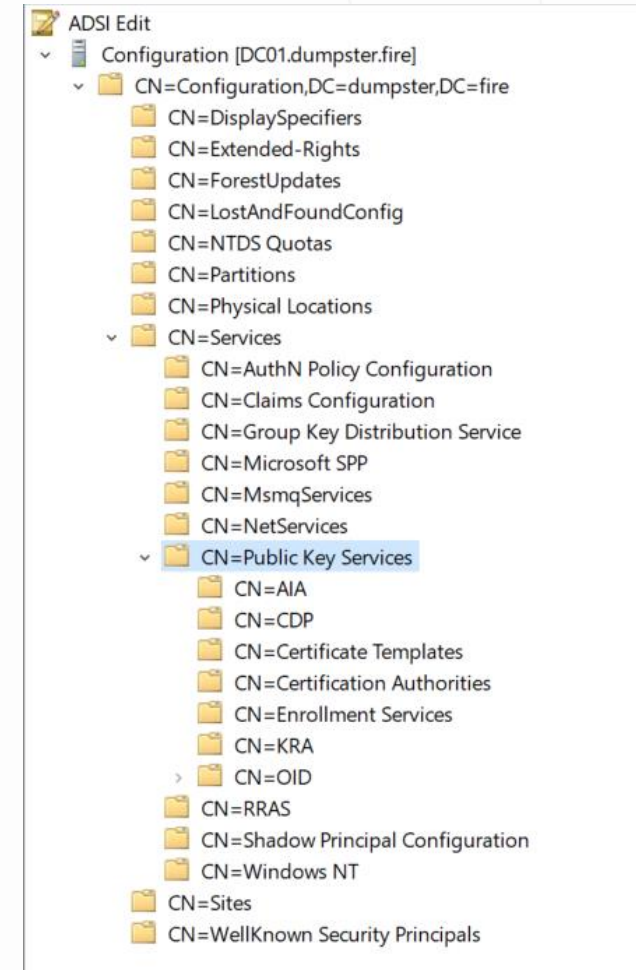 ADSI Edit
Configuration [DC01.dumpster.fire]
CN=Configuration,DC=dumpster,DC=fire
CN=DisplaySpecifiers
CN=Extended-Rights
CN=ForestUpdates
CN=LostAndFoundConfig
CN=NTDS Quotas
CN=Partitions
CN=Physical Locations
CN=Services
CN=AuthN Policy Configuration
CN=Claims Configuration
CN=Group Key Distribution Service
CN=Microsoft SPP
CN=MsmqServices
CN=NetServices
CN=Public Key Services
CN=AIA
CN=CDP
CN=Certificate Templates
CN=Certification Authorities
CN=Enrollment Services
CN=KRA
CN=OID
CN=RRAS
CN=Shadow Principal Configuration
CN=Windows NT
CN=Sites
CN=WellKnown Security Principals